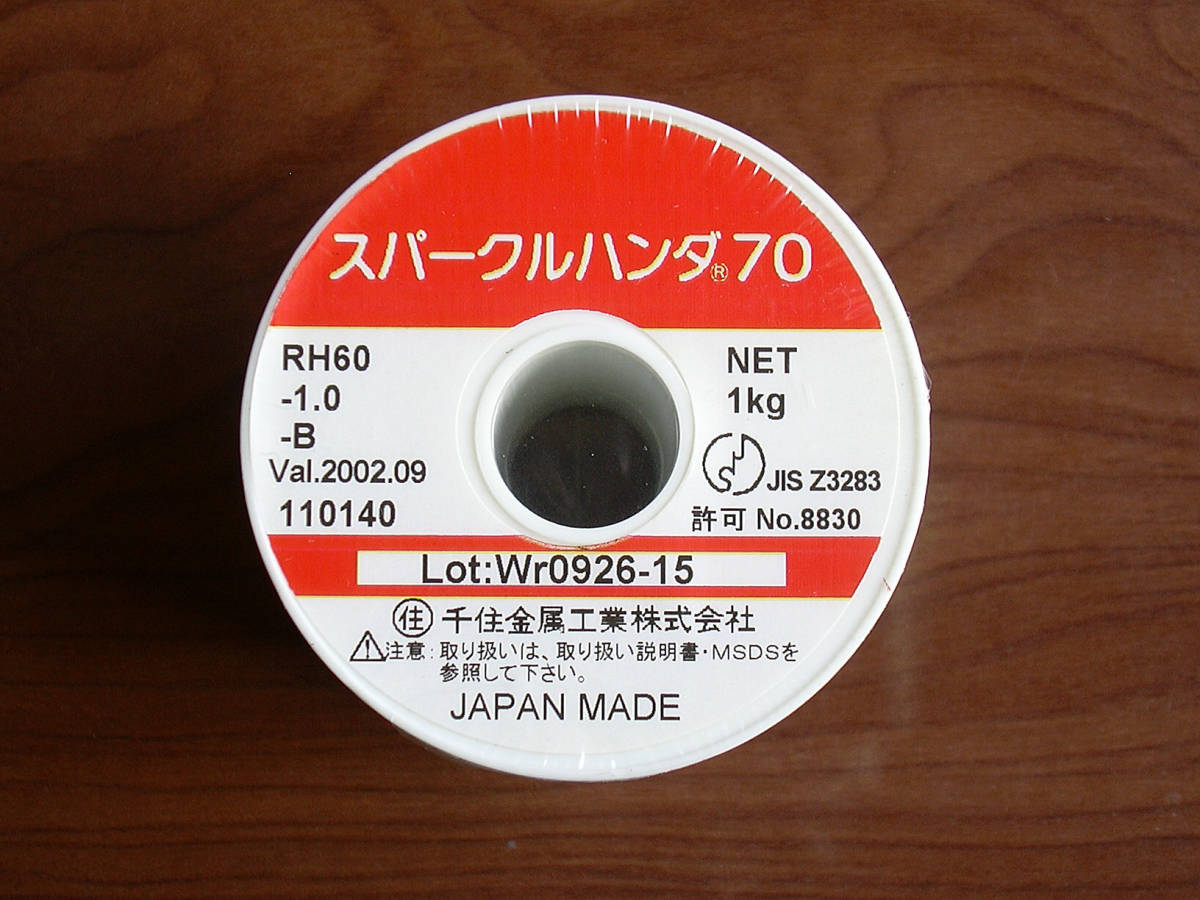 スパークルハンダ®70
RH60
-1.0
-B
Val.2002.09
110140
NET
1kg
JIS Z3283
許可 No.8830
Lot:Wr0926-15
住 千住金属工業株式会社
注意:取り扱いは、取り扱い説明書・MSDSを
参照して下さい。
JAPAN MADE